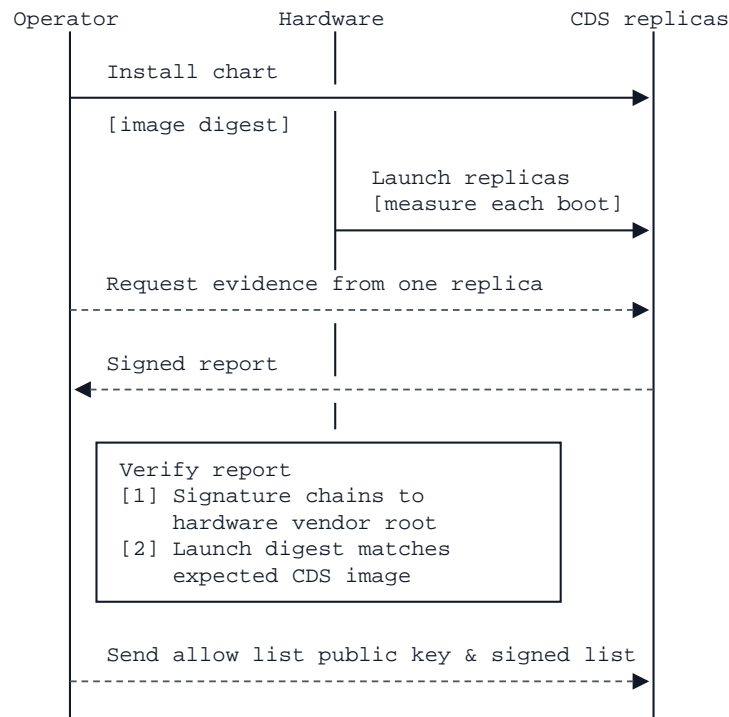 Operator
Hardware
CDS replicas
Install chart
[image digest]
Launch replicas
[measure each boot]
Request evidence from one replica
Signed report
Verify report
[1] Signature chains to
hardware vendor root
[2] Launch digest matches
expected CDS image
Send allow list public key & signed list